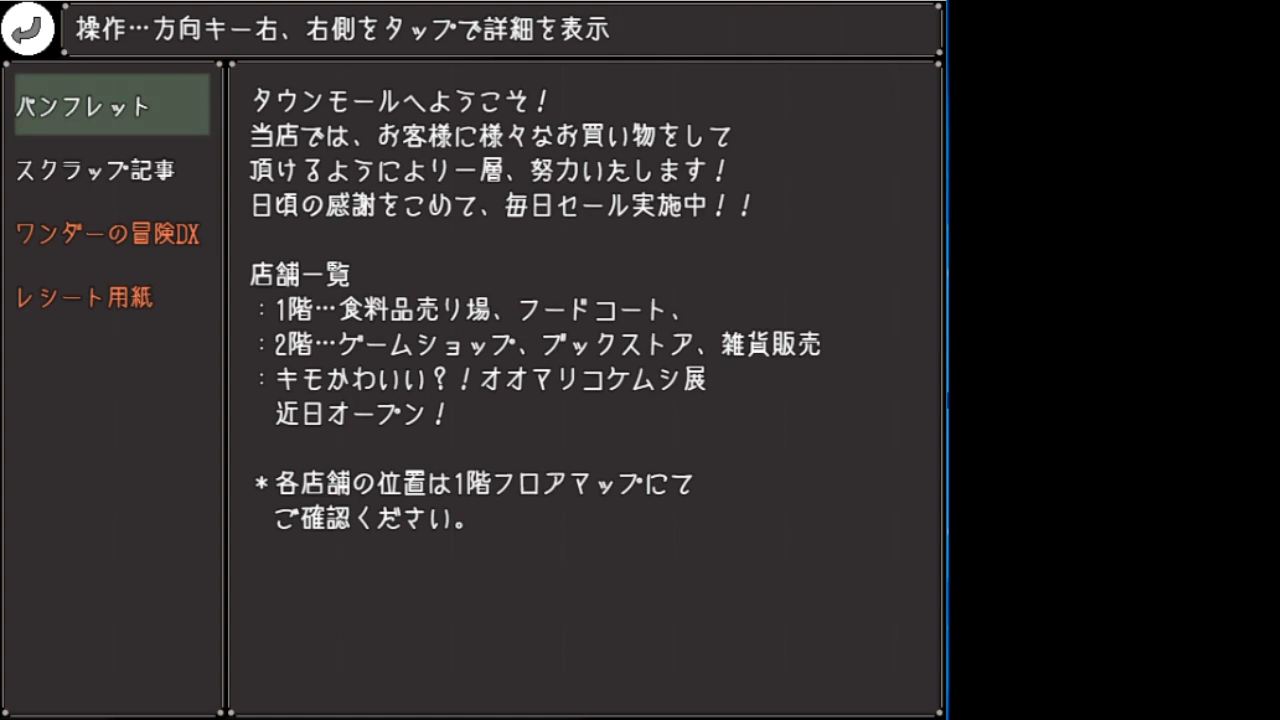 操作…方向キー右、右側をタップで詳細を表示
パンフレット
スクラップ記事
ワンダーの冒険DX
レシート用紙
タウンモールへようこそ！
当店では、お客様に様々なお買い物をして
頂けるようにより一層、努力いたします！
日頃の感謝をこめて、毎日セール実施中！！
店舗一覧
：1階…食料品売り場、フードコート、
：2階…ゲームショップ、ブックストア、雑貨販売
：キモかわいい？！オオマリコケムシ展
近日オープン！
＊各店舗の位置は1階フロアマップにて
ご確認ください。